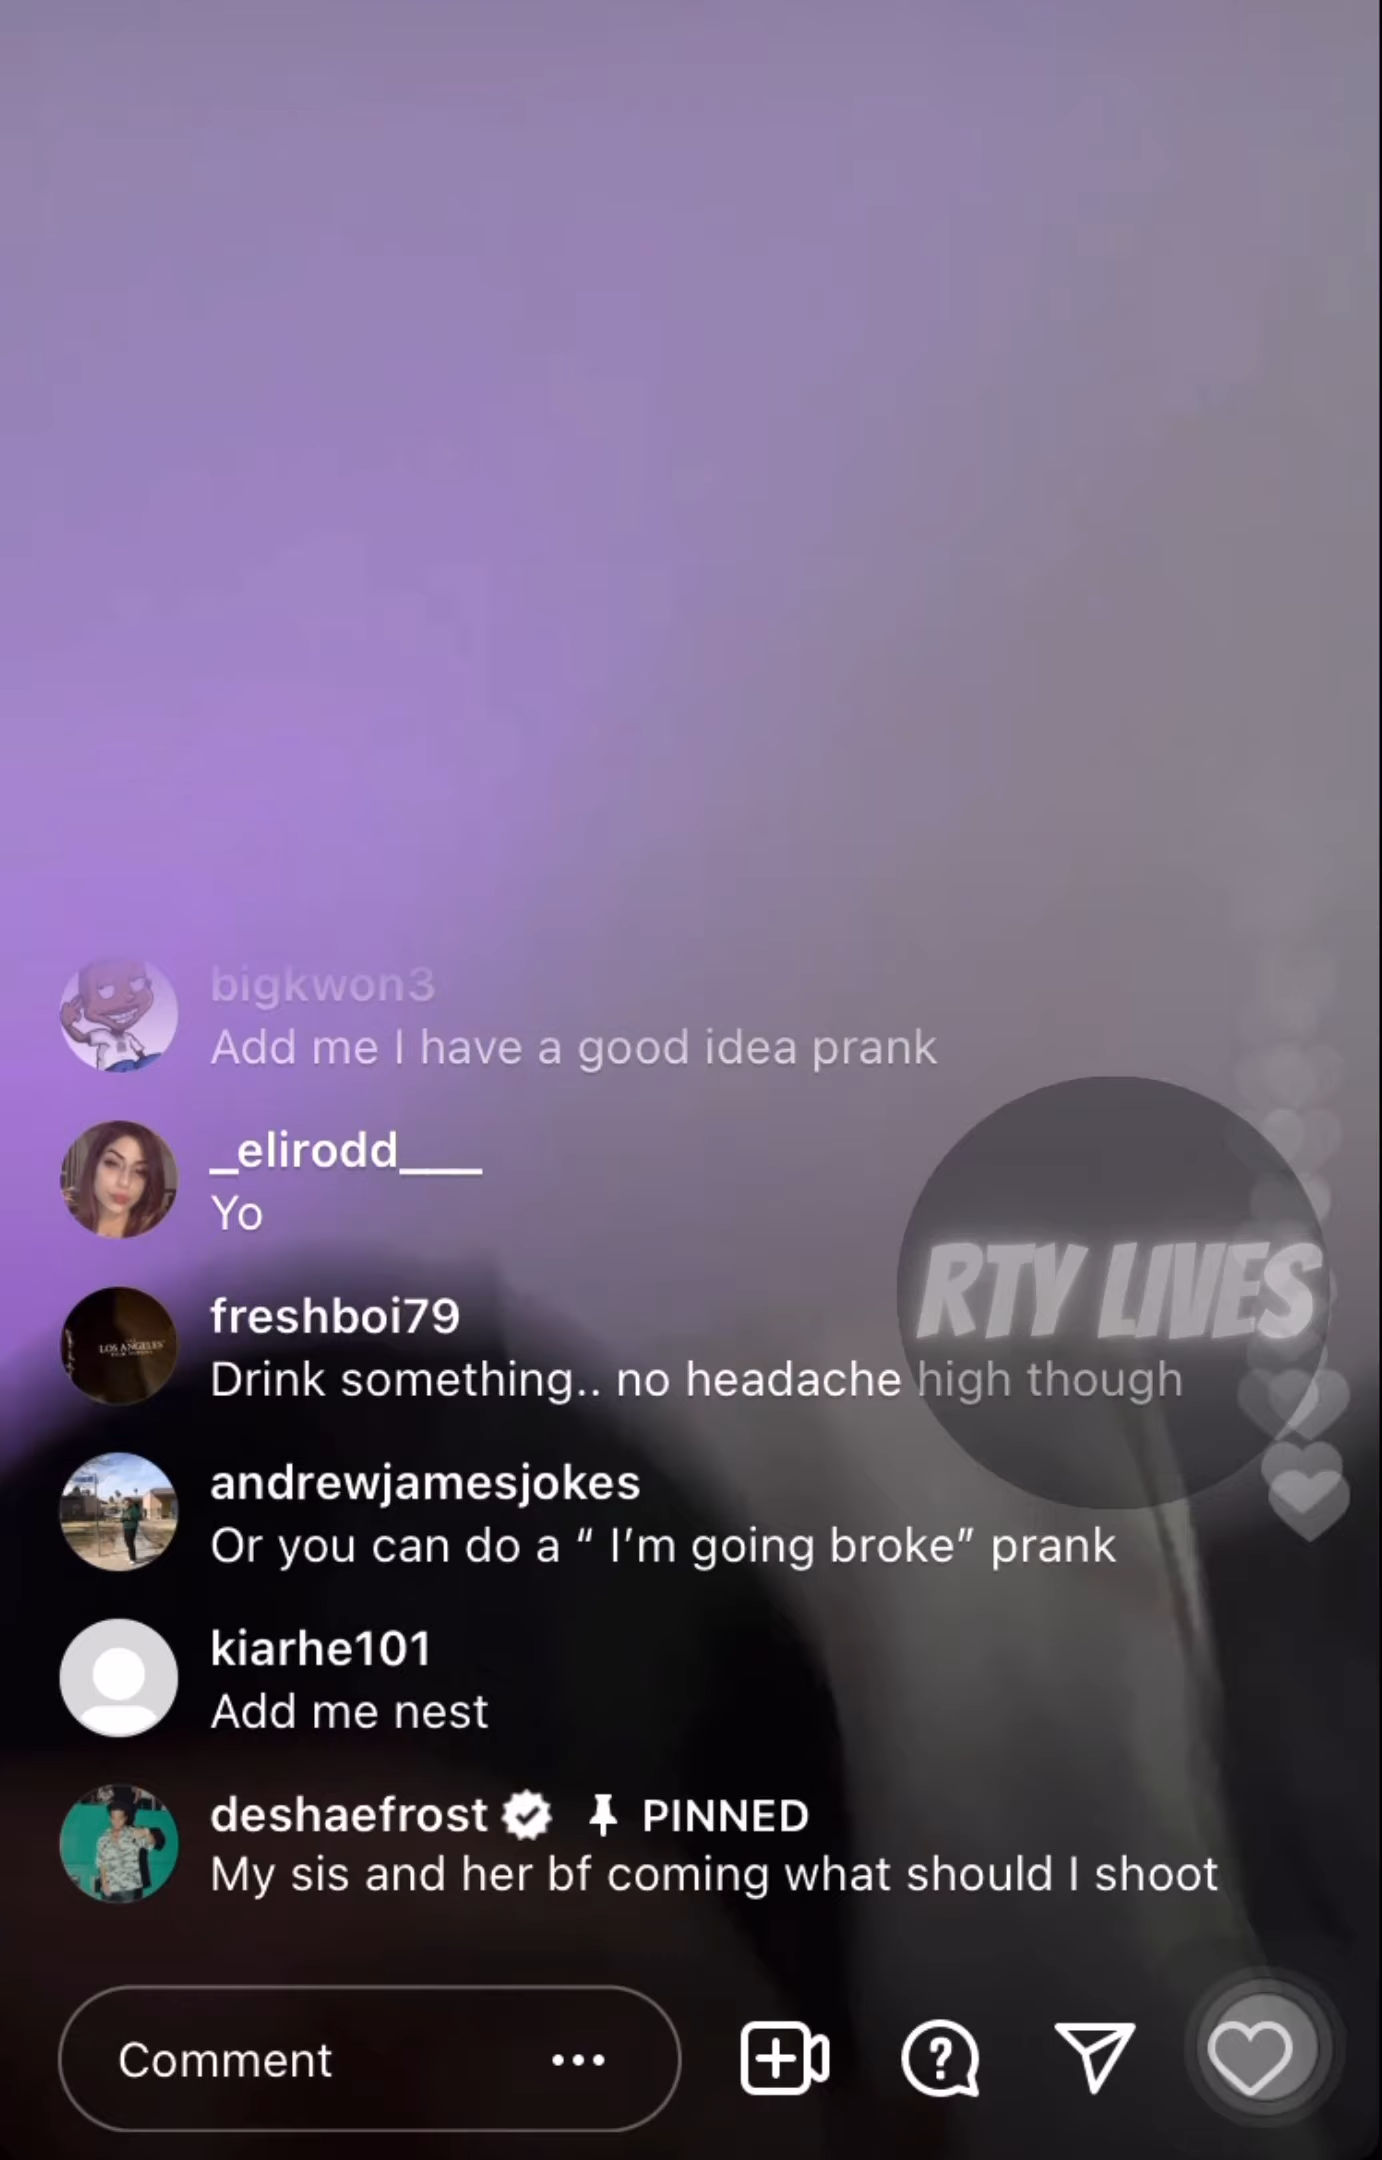 bigkwon3
Add me I have a good idea prank
_elirodd___
Yo
RTY LIVES
freshboi79
LOS ANGELES
Drink something.. no headache high though
andrewjamesjokes
Or you can do a “ I’m going broke” prank
kiarhe101
Add me nest
deshaefrost PINNED
My sis and her bf coming what should I shoot
Comment